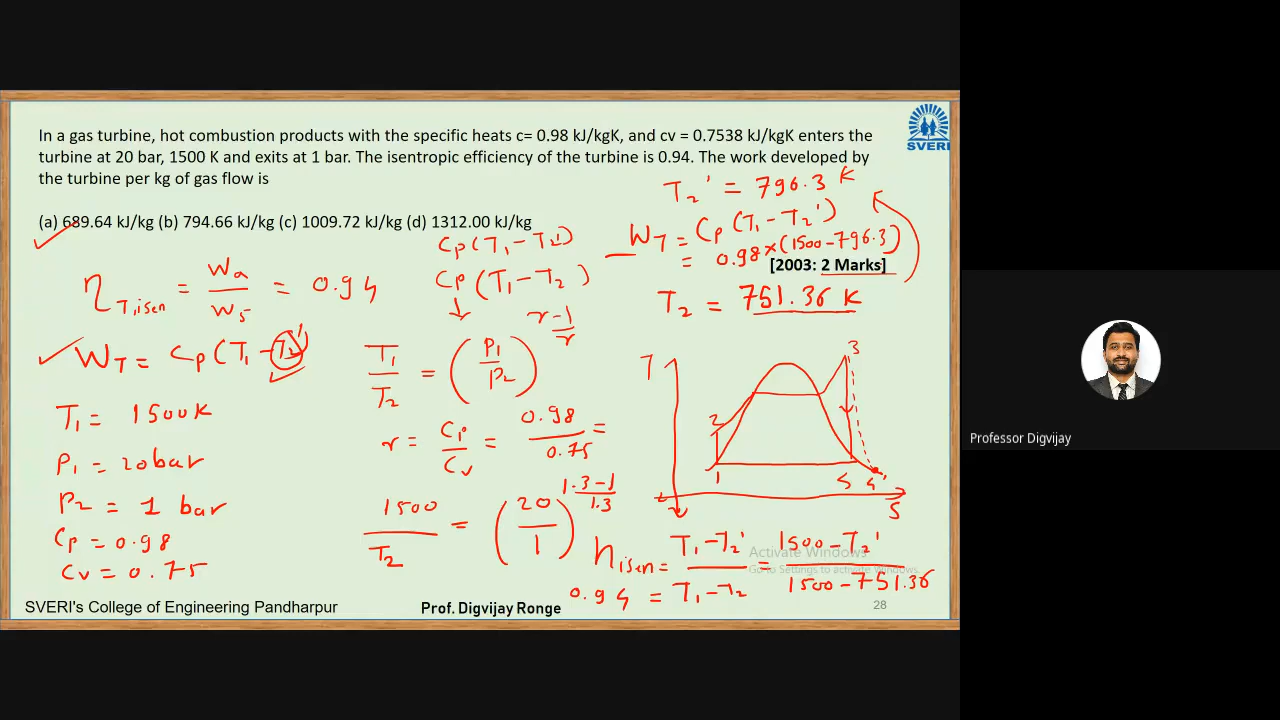 In a gas turbine, hot combustion products with the specific heats c= 0.98 kJ/kgK, and cv = 0.7538 kJ/kgK enters the
turbine at 20 bar, 1500 K and exits at 1 bar. The isentropic efficiency of the turbine is 0.94. The work developed by
the turbine per kg of gas flow is
SVERI
(a) 689.64 kJ/kg (b) 794.66 kJ/kg (c) 1009.72 kJ/kg (d) 1312.00 kJ/kg
T2' = 796.3 K
WT = Cp (T1 - T2')
= 0.98 x (1500 - 796.3)
[2003: 2 Marks]
T2 = 751.36 K
ηT,isen = Wa / Ws = 0.94
Cp (T1 - T2')
Cp (T1 - T2)
WT = Cp (T1 - T2')
T1 = 1500K
P1 = 20 bar
P2 = 1 bar
Cp = 0.98
Cv = 0.75
T1 / T2 = (P1 / P2) r-1 / r
r = Cp / Cv = 0.98 / 0.75 =
1500 / T2 = (20 / 1) 1.3-1 / 1.3
T
3
2
1
4
4'
S
ηisen = T1 - T2' / T1 - T2 = 1500 - T2' / 1500 - 751.36
0.94 =
Activate Windows
Go to Settings to activate Windows.
SVERI's College of Engineering Pandharpur
Prof. Digvijay Ronge
28
Professor Digvijay